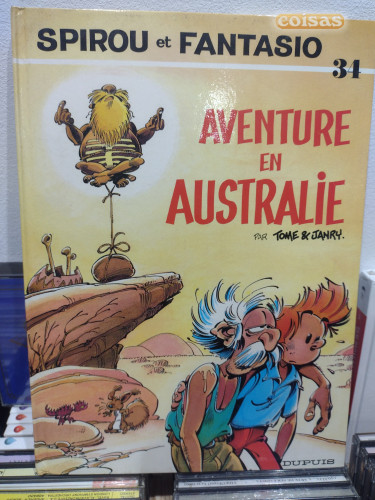 coisas
SPIROU et FANTASIO
34
AVENTURE
EN
AUSTRALIE
PAR TOME & JANRY.
DUPUIS